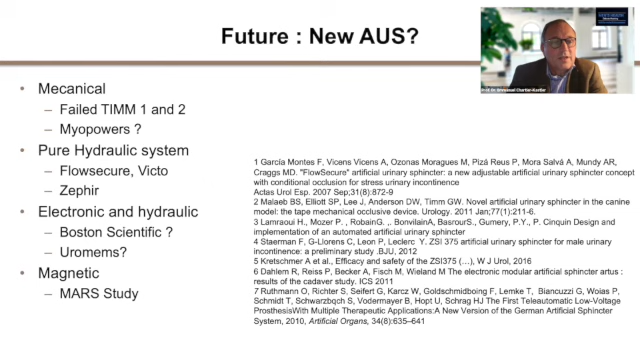 Future : New AUS?
Prof. Dr. Emmanuel Chartier-Kastler
• Mecanical
– Failed TIMM 1 and 2
– Myopowers ?
• Pure Hydraulic system
– Flowsecure, Victo
– Zephir
• Electronic and hydraulic
– Boston Scientific ?
– Uromems?
• Magnetic
– MARS Study
1 García Montes F, Vicens Vicens A, Ozonas Moragues M, Pizá Reus P, Mora Salvá A, Mundy AR,
Craggs MD. "FlowSecure" artificial urinary sphincter: a new adjustable artificial urinary sphincter concept
with conditional occlusion for stress urinary incontinence
Actas Urol Esp. 2007 Sep;31(8):872-9
2 Malaeb BS, Elliott SP, Lee J, Anderson DW, Timm GW. Novel artificial urinary sphincter in the canine
model: the tape mechanical occlusive device. Urology. 2011 Jan;77(1):211-6.
3 Lamraoui H., Mozer P. , RobainG. ,. BonvilainA, BasrourS., Gumery, P.Y., P. Cinquin Design and
implementation of an automated artificial urinary sphincter
4 Staerman F, G-Llorens C, Leon P, Leclerc Y. ZSI 375 artificial urinary sphincter for male urinary
incontinence: a preliminary study .BJU, 2012
5 Kretschmer A et al., Efficacy and safety of the ZSI375 (…), W J Urol, 2016
6 Dahlem R, Reiss P, Becker A, Fisch M, Wieland M The electronic modular artificial sphincter artus :
results of the cadaver study. ICS 2011
7 Ruthmann O, Richter S, Seifert G, Karcz W, Goldschmidboing F, Lemke T, Biancuzzi G, Woias P,
Schmidt T, Schwarzbqch S, Vodermayer B, Hopt U, Schrag HJ The First Teleautomatic Low-Voltage
ProsthesisWith Multiple Therapeutic Applications:A New Version of the German Artificial Sphincter
System, 2010, Artificial Organs, 34(8):635–641